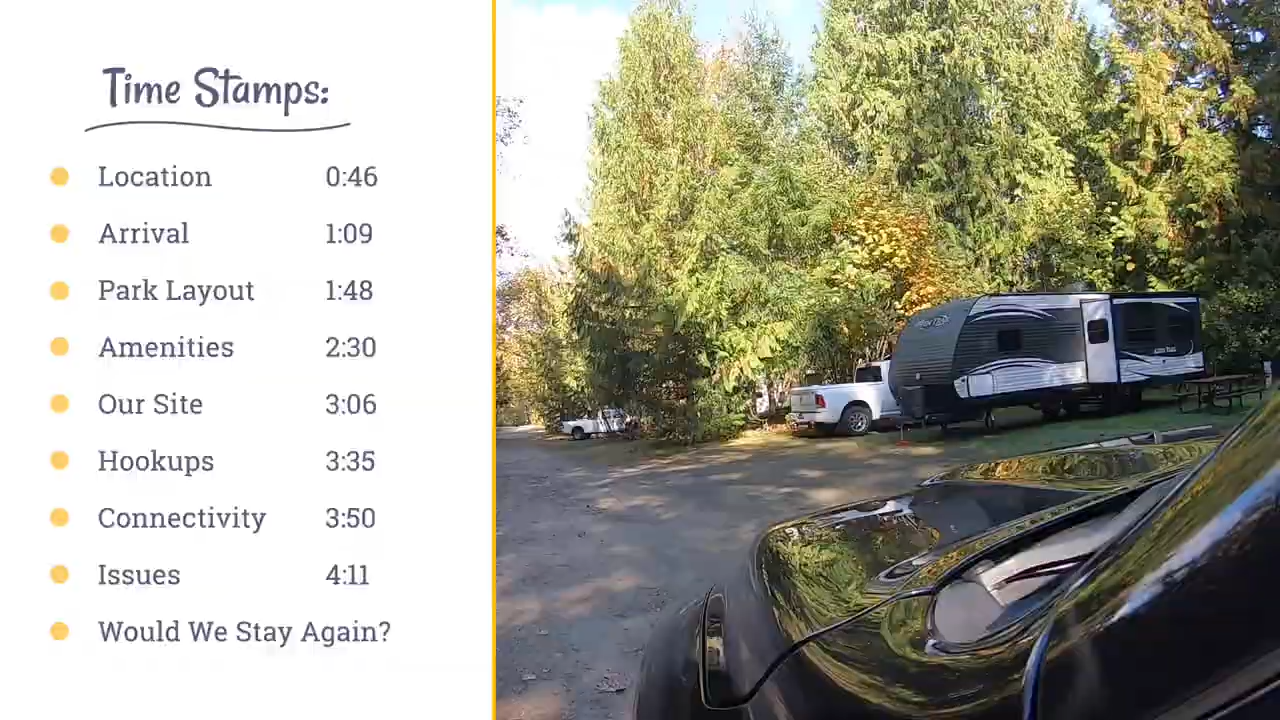 Time Stamps:
Location 0:46
Arrival 1:09
Park Layout 1:48
Amenities 2:30
Our Site 3:06
Hookups 3:35
Connectivity 3:50
Issues 4:11
Would We Stay Again?